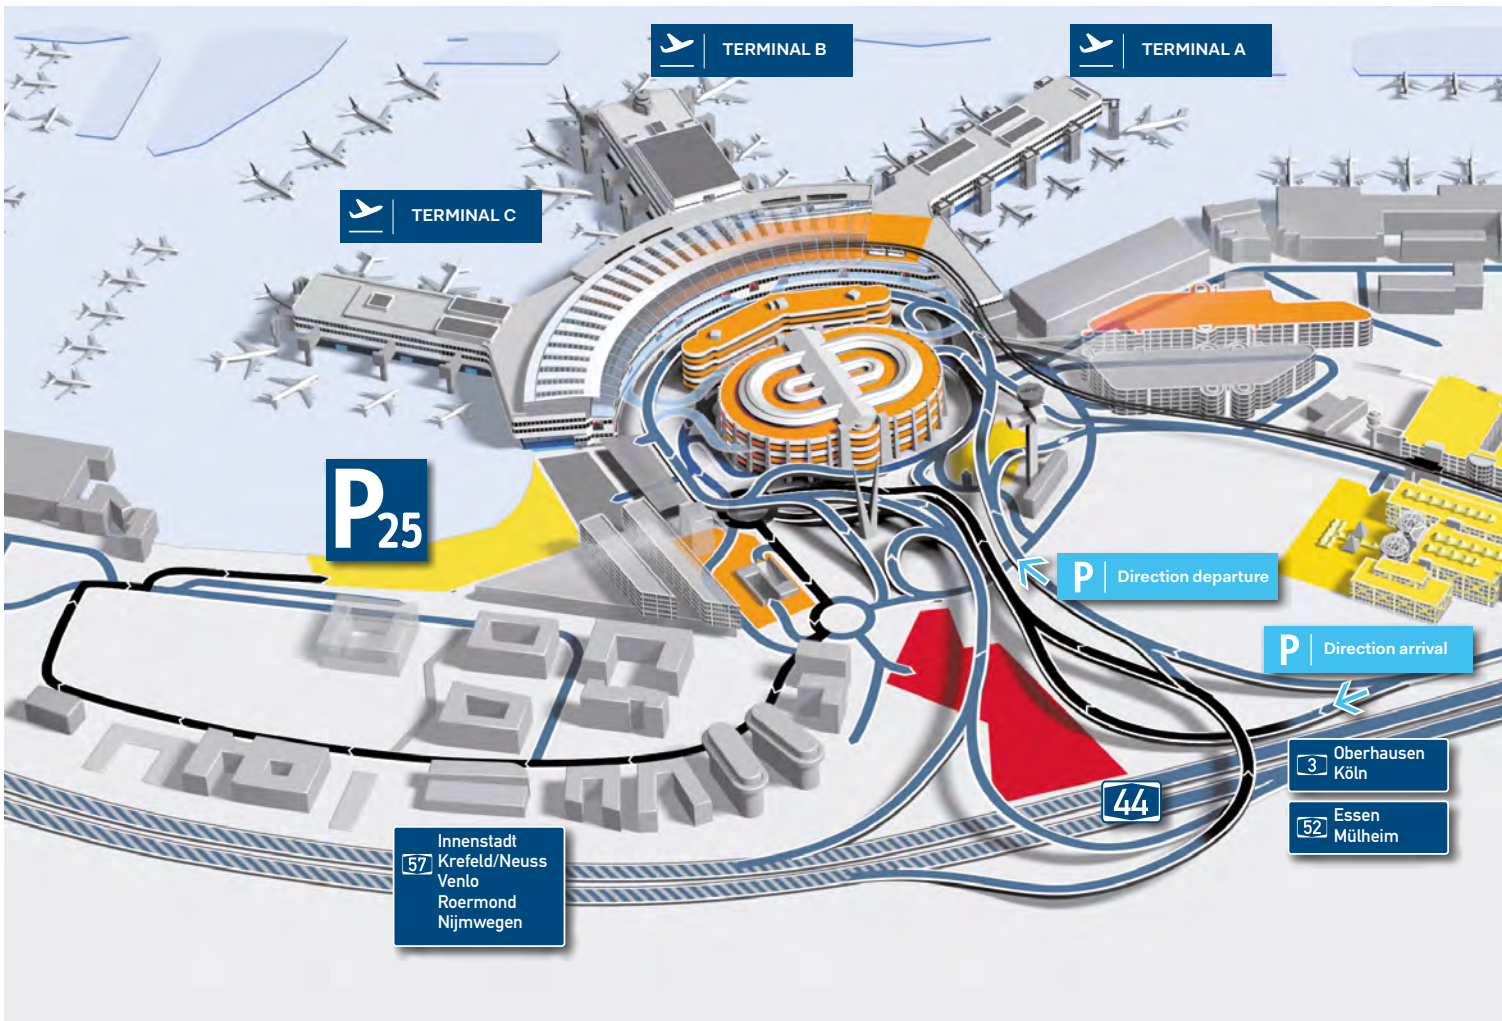 TERMINAL B
TERMINAL A
TERMINAL C
P25
P Direction departure
P Direction arrival
3 Oberhausen
Köln
44
52 Essen
Mülheim
57 Innenstadt
Krefeld/Neuss
Venlo
Roermond
Nijmwegen